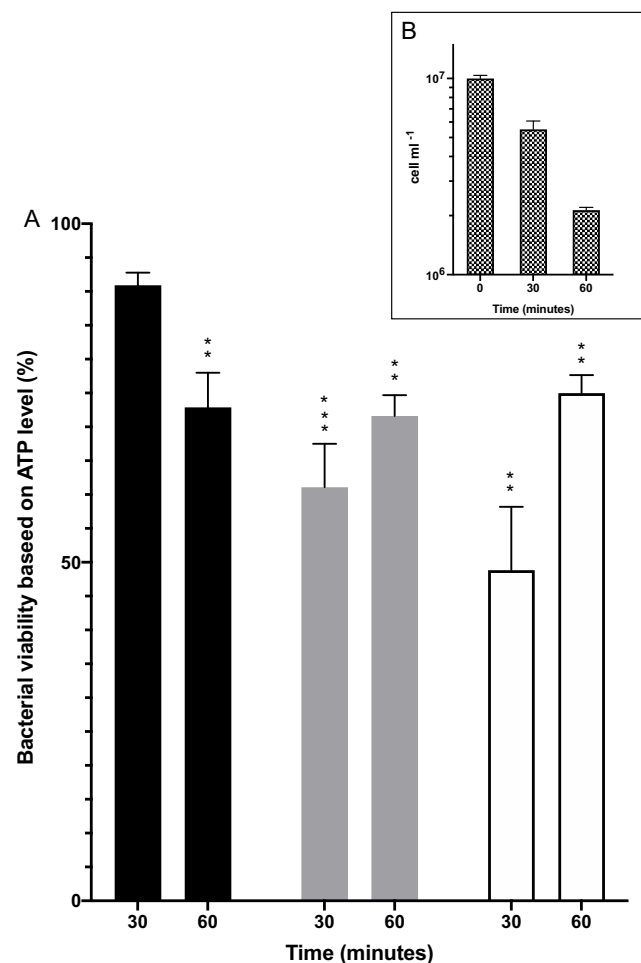 B
10⁷
cell ml ⁻¹
10⁶
0 30 60
Time (minutes)
A
100
Bacterial viability baseed on ATP level (%)
50
0
* *
* * *
* *
* *
* *
30 60 30 60 30 60
Time (minutes)